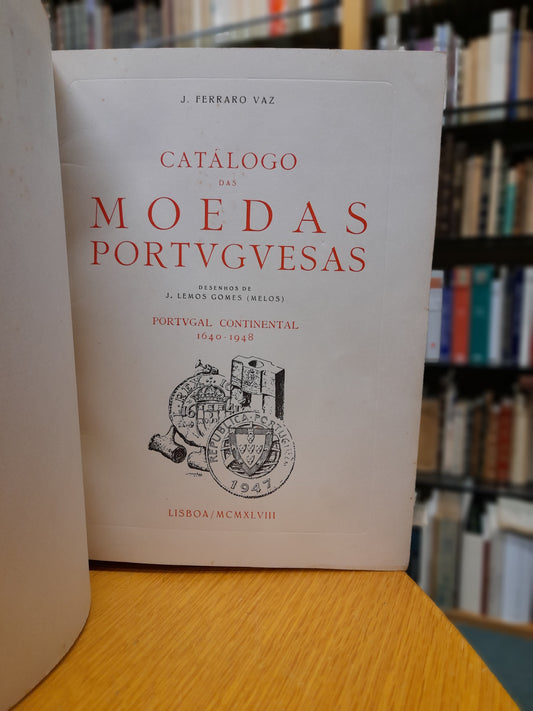 J. FERRARO VAZ
CATÁLOGO
DAS
MOEDAS
PORTVGVESAS
DESENHOS DE
J. LEMOS GOMES (MELOS)
PORTVGAL CONTINENTAL
1640-1948
REPUBLICA PORTUGUESA
1947
LISBOA/MCMXLVIII